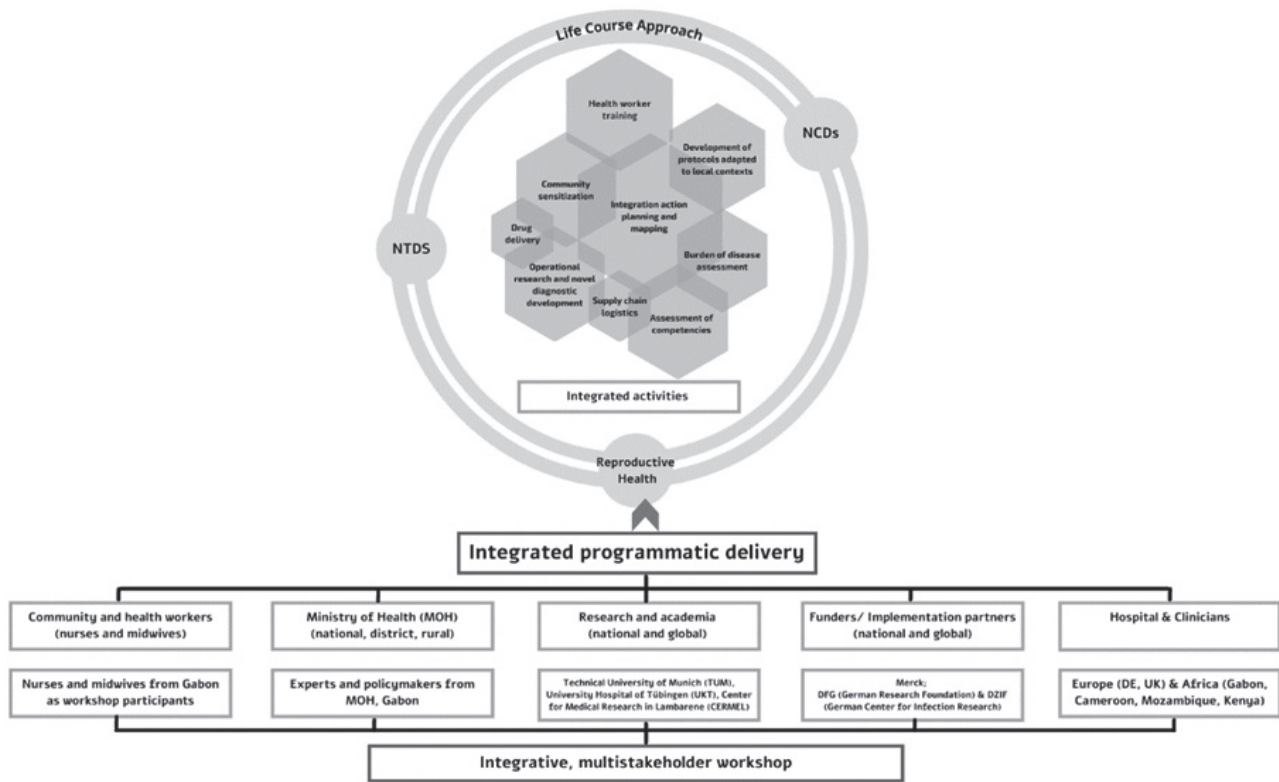 Life Course Approach
Health worker
training
NCDs
Development of
protocols adapted
to local contexts
Community
sensitization
Integration action
planning and
mapping
Drug
delivery
NTDS
Burden of disease
assessment
Operational
research and novel
diagnostic
development
Supply chain
logistics
Assessment of
competencies
Integrated activities
Reproductive
Health
Integrated programmatic delivery
Community and health workers
(nurses and midwives)
Ministry of Health (MOH)
(national, district, rural)
Research and academia
(national and global)
Funders/ Implementation partners
(national and global)
Hospital & Clinicians
Nurses and midwives from Gabon
as workshop participants
Experts and policymakers from
MOH, Gabon
Technical University of Munich (TUM),
University Hospital of Tübingen (UKT), Center
for Medical Research in Lambarene (CERMEL)
Merck;
DFG (German Research Foundation) & DZIF
(German Center for Infection Research)
Europe (DE, UK) & Africa (Gabon,
Cameroon, Mozambique, Kenya)
Integrative, multistakeholder workshop